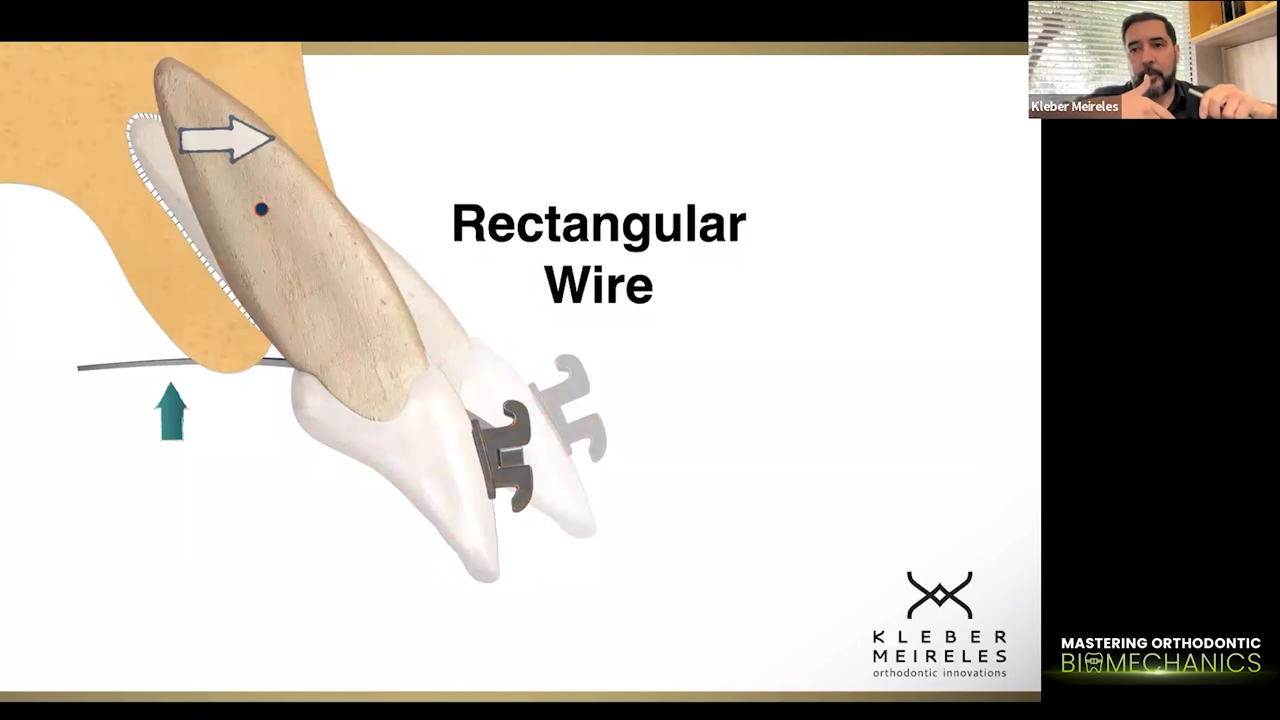 Kleber Meireles
Rectangular
Wire
KLEBER
MEIRELES
orthodontic innovations
MASTERING ORTHODONTIC
BIOMECHANICS